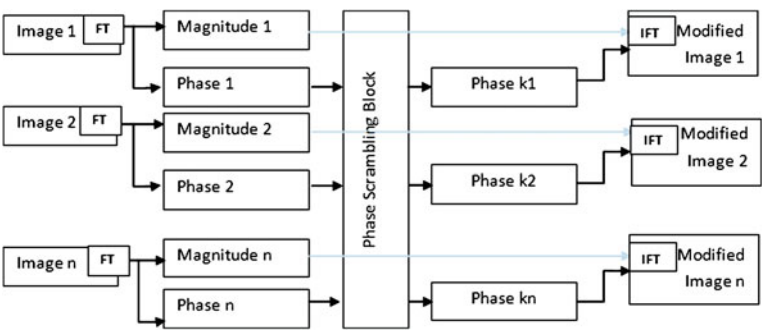 Image 1
FT
Magnitude 1
Phase 1
Image 2
FT
Magnitude 2
Phase 2
Image n
FT
Magnitude n
Phase n
Phase Scrambling Block
Phase k1
Phase k2
Phase kn
IFT
Modified
Image 1
IFT
Modified
Image 2
IFT
Modified
Image n